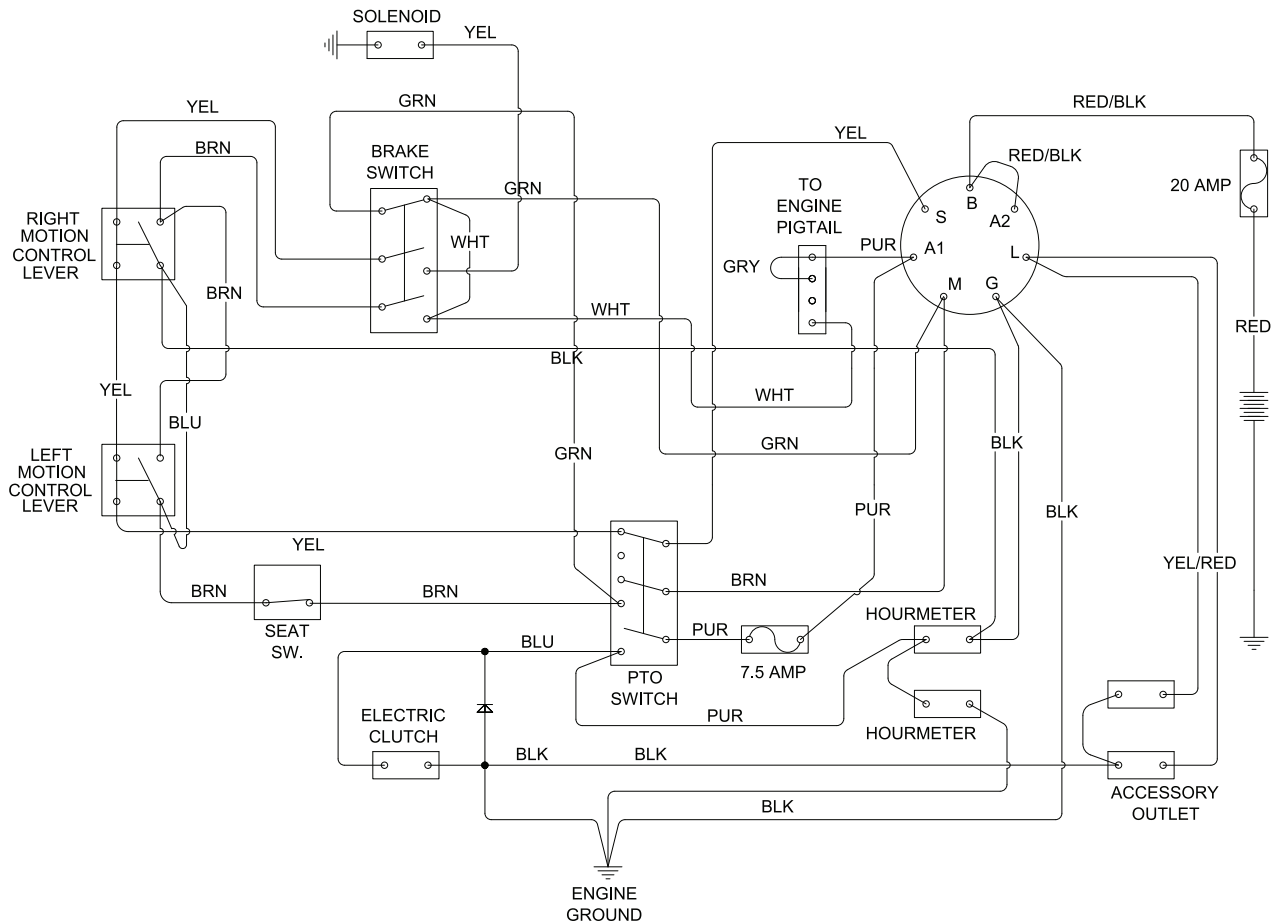 SOLENOID
YEL
GRN
YEL
RED/BLK
YEL
BRN
BRAKE
SWITCH
RED/BLK
TO
ENGINE
PIGTAIL
20 AMP
GRN
B
S
A2
RIGHT
MOTION
CONTROL
LEVER
WHT
PUR
A1
L
GRY
BRN
M
G
WHT
RED
BLK
YEL
WHT
BLU
GRN
BLK
LEFT
MOTION
CONTROL
LEVER
GRN
PUR
BLK
YEL
YEL/RED
BRN
BRN
BRN
SEAT
SW.
HOURMETER
PUR
BLU
7.5 AMP
PTO
SWITCH
ELECTRIC
CLUTCH
PUR
HOURMETER
BLK
BLK
ACCESSORY
OUTLET
BLK
ENGINE
GROUND